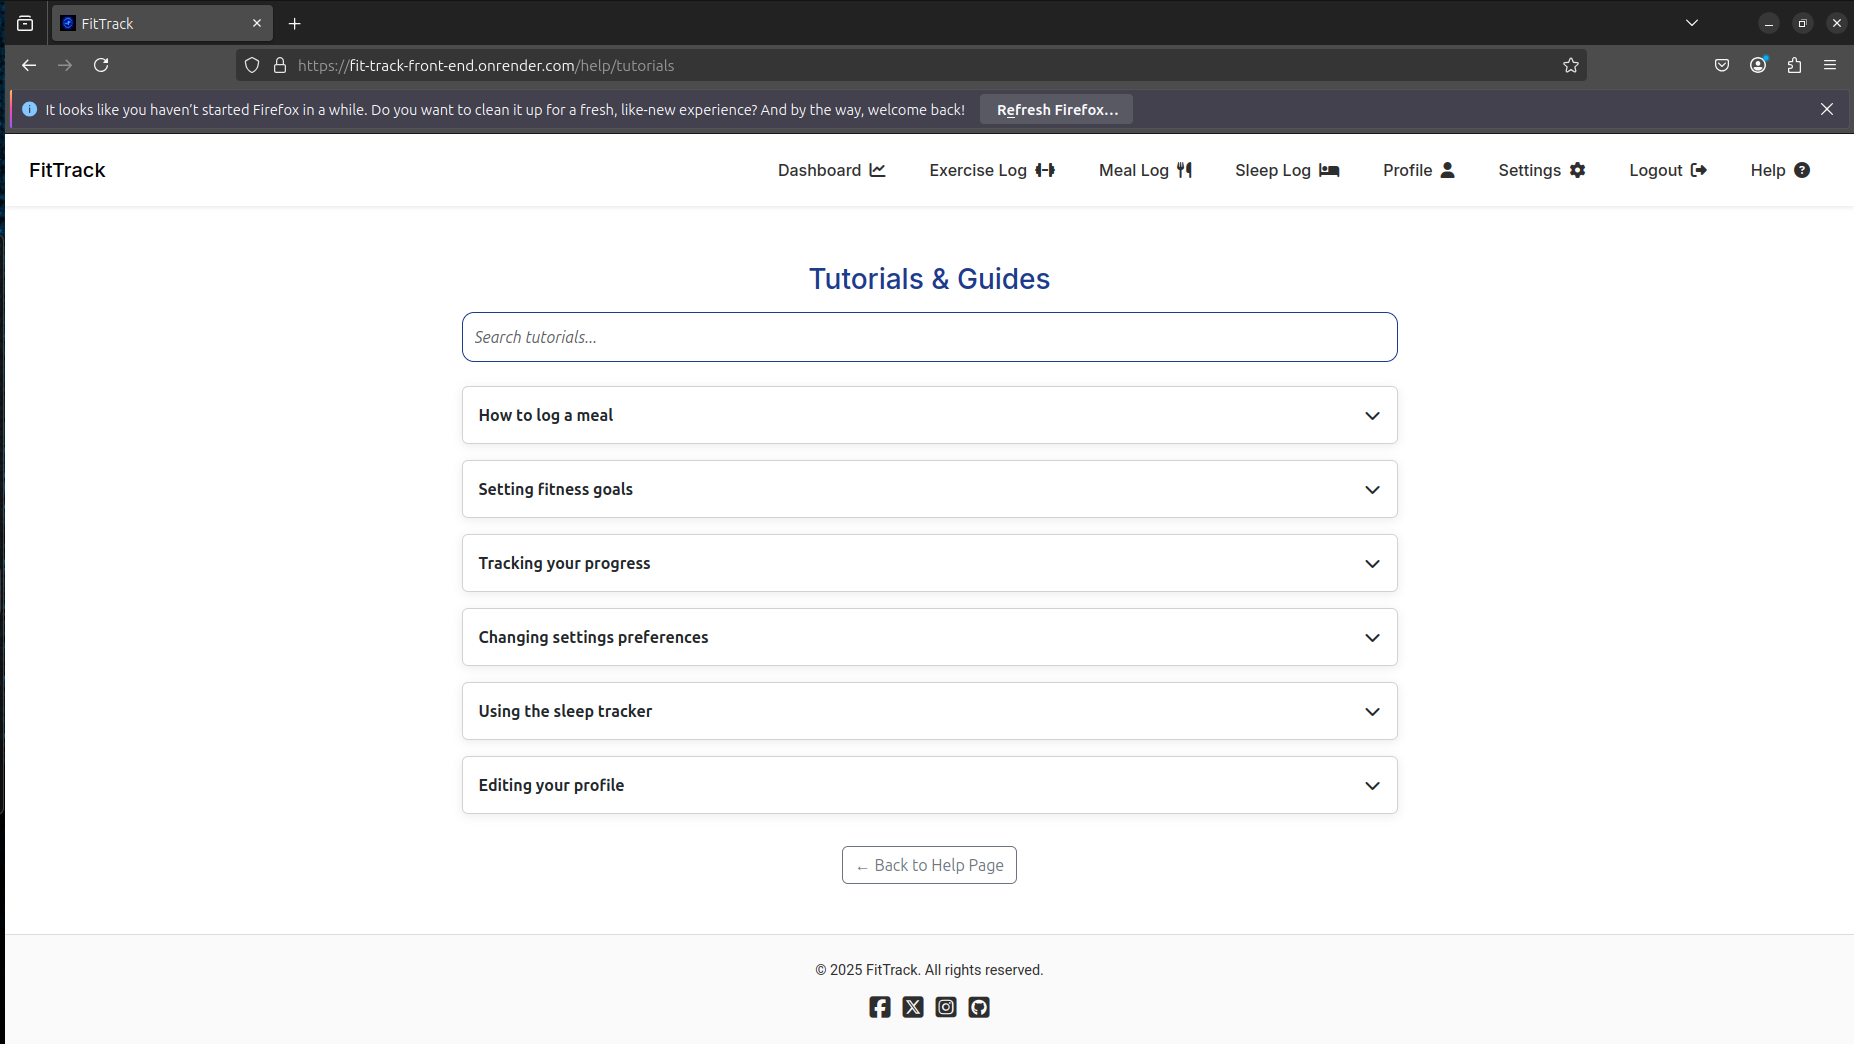 FitTrack
https://fit-track-front-end.onrender.com/help/tutorials
It looks like you haven't started Firefox in a while. Do you want to clean it up for a fresh, like-new experience? And by the way, welcome back!
Refresh Firefox...
FitTrack
Dashboard
Exercise Log
Meal Log
Sleep Log
Profile
Settings
Logout
Help
Tutorials & Guides
Search tutorials...
How to log a meal
Setting fitness goals
Tracking your progress
Changing settings preferences
Using the sleep tracker
Editing your profile
← Back to Help Page
© 2025 FitTrack. All rights reserved.